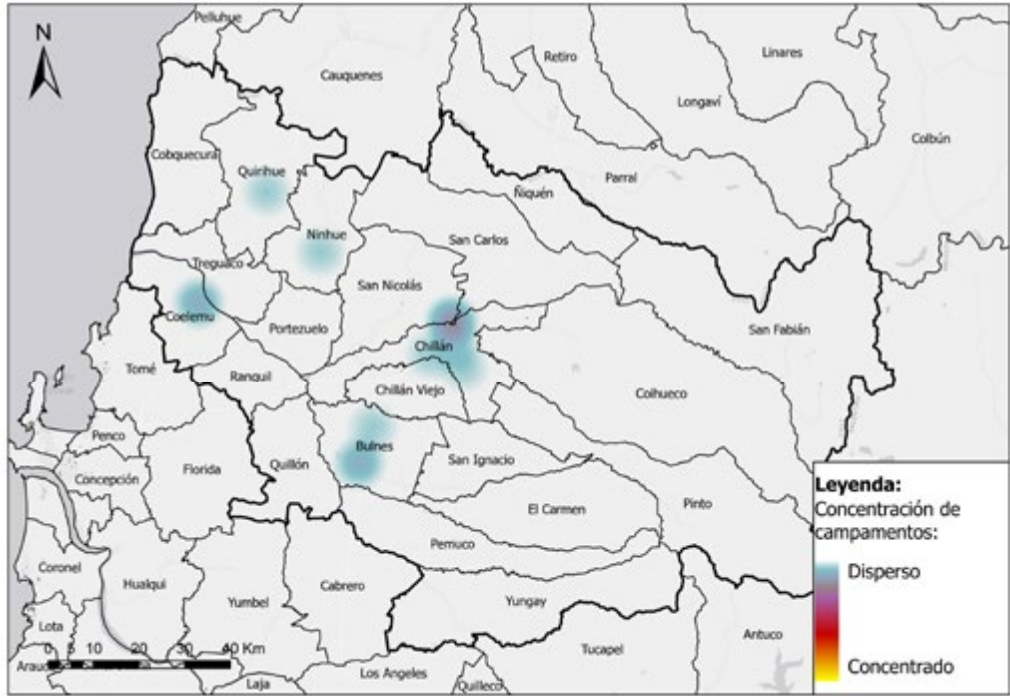 Pelluhue
N
Linares
Retiro
Cauquenes
Longaví
Colbún
Cobquecura
Quirihue
Parral
Ñiquén
Ninhue
San Carlos
Treguaco
San Nicolás
Coelemu
Portezuelo
San Fabián
Chillán
Tomé
Ranquil
Chillán Viejo
Coihueco
Penco
Bulnes
San Ignacio
Florida
Quillón
Concepción
Pinto
El Carmen
Pemuco
Coronel
Hualqui
Cabrero
Yungay
Yumbel
Lota
Tucapel
Antuco
0 5 10 20 30 40 Km
Los Angeles
Laja
Quilleco
Leyenda:
Concentración de
campamentos:
Disperso
Concentrado